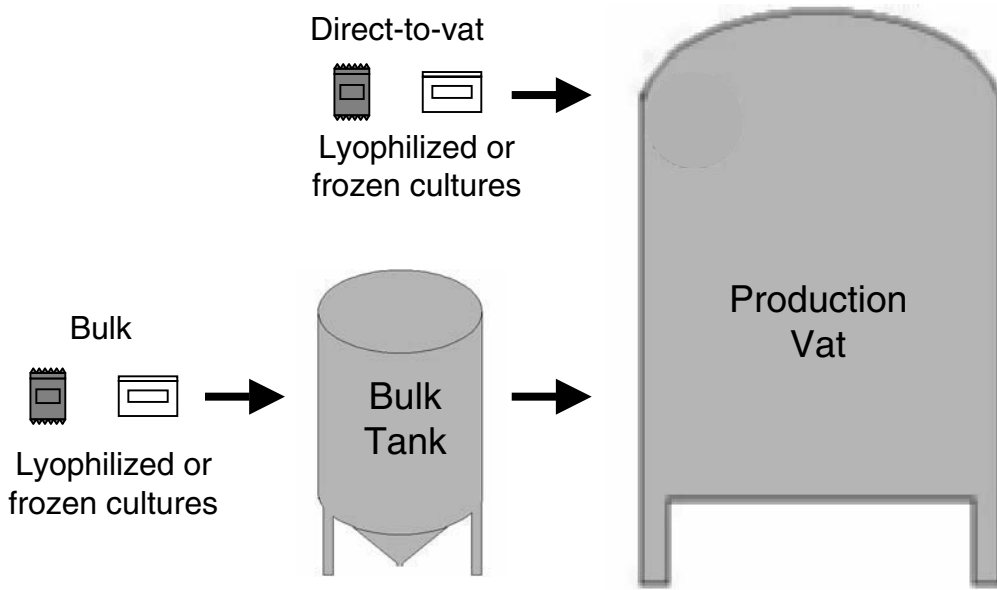 Direct-to-vat
Lyophilized or
frozen cultures
Bulk
Lyophilized or
frozen cultures
Bulk
Tank
Production
Vat